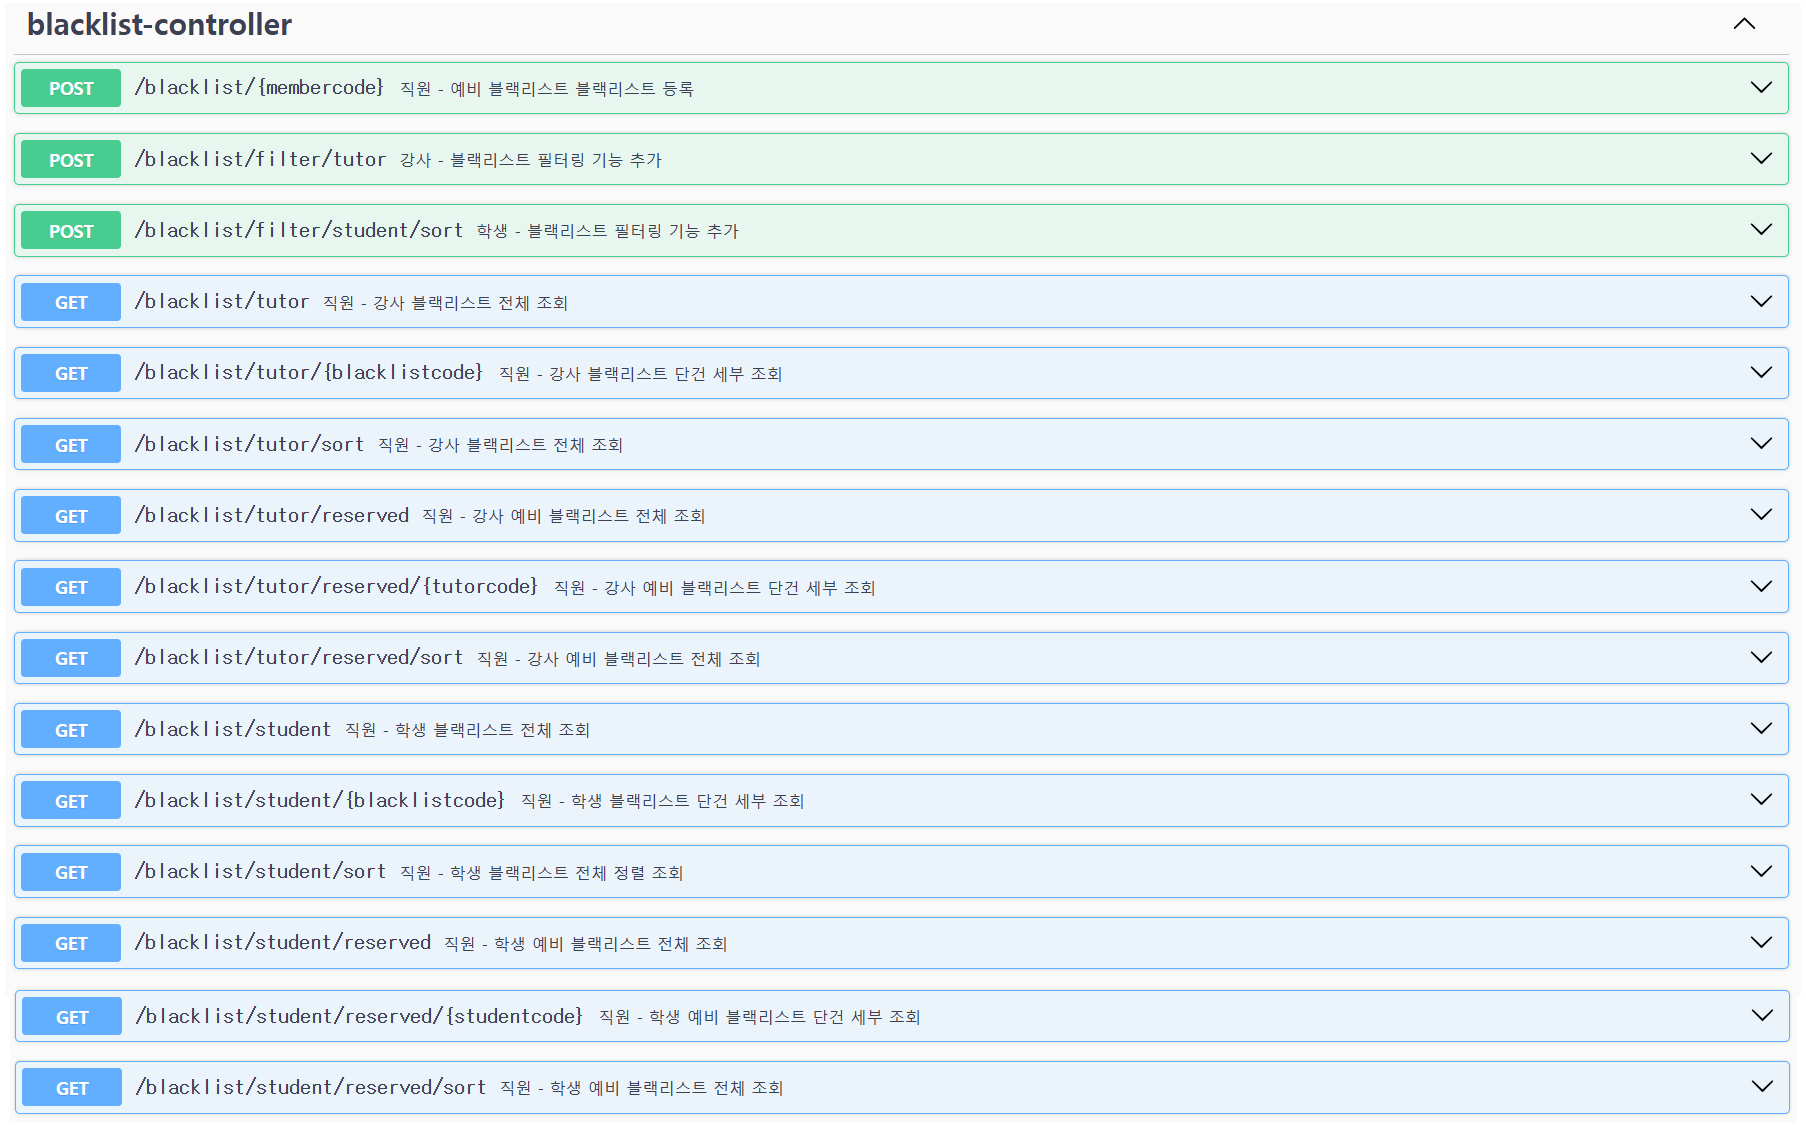 blacklist-controller
POST /blacklist/{membercode} 직원 - 예비 블랙리스트 블랙리스트 등록
POST /blacklist/filter/tutor 강사 - 블랙리스트 필터링 기능 추가
POST /blacklist/filter/student/sort 학생 - 블랙리스트 필터링 기능 추가
GET /blacklist/tutor 직원 - 강사 블랙리스트 전체 조회
GET /blacklist/tutor/{blacklistcode} 직원 - 강사 블랙리스트 단건 세부 조회
GET /blacklist/tutor/sort 직원 - 강사 블랙리스트 전체 조회
GET /blacklist/tutor/reserved 직원 - 강사 예비 블랙리스트 전체 조회
GET /blacklist/tutor/reserved/{tutorcode} 직원 - 강사 예비 블랙리스트 단건 세부 조회
GET /blacklist/tutor/reserved/sort 직원 - 강사 예비 블랙리스트 전체 조회
GET /blacklist/student 직원 - 학생 블랙리스트 전체 조회
GET /blacklist/student/{blacklistcode} 직원 - 학생 블랙리스트 단건 세부 조회
GET /blacklist/student/sort 직원 - 학생 블랙리스트 전체 정렬 조회
GET /blacklist/student/reserved 직원 - 학생 예비 블랙리스트 전체 조회
GET /blacklist/student/reserved/{studentcode} 직원 - 학생 예비 블랙리스트 단건 세부 조회
GET /blacklist/student/reserved/sort 직원 - 학생 예비 블랙리스트 전체 조회